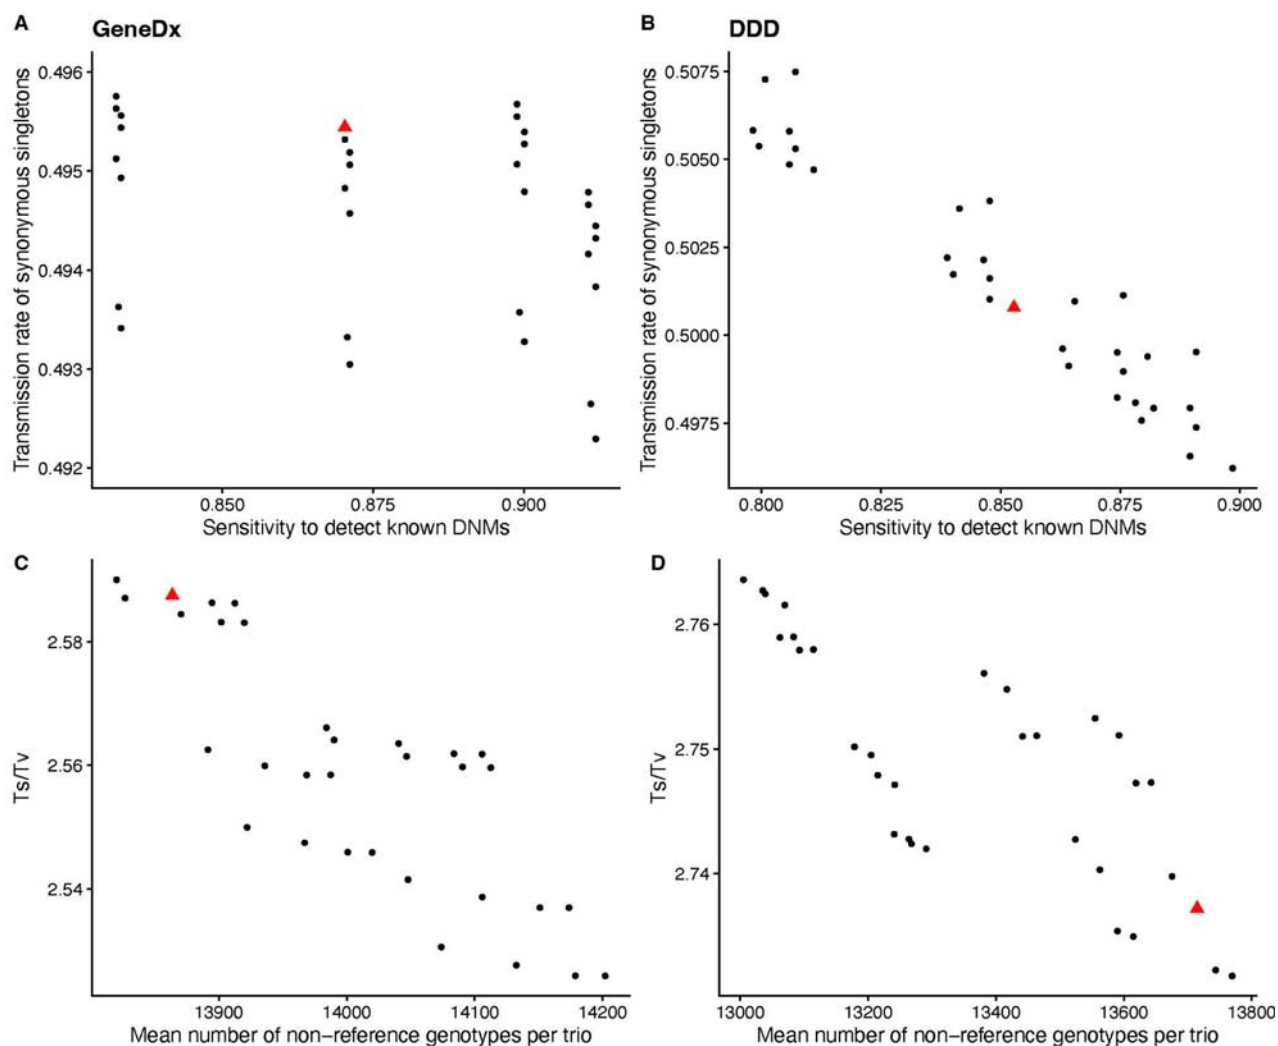 A
GeneDx
Transmission rate of synonymous singletons
0.496
0.495
0.494
0.493
0.492
0.850
0.875
0.900
Sensitivity to detect known DNMs
B
DDD
Transmission rate of synonymous singletons
0.5075
0.5050
0.5025
0.5000
0.4975
0.800
0.825
0.850
0.875
0.900
Sensitivity to detect known DNMs
C
Ts/Tv
2.58
2.56
2.54
13900
14000
14100
14200
Mean number of non−reference genotypes per trio
D
Ts/Tv
2.76
2.75
2.74
13000
13200
13400
13600
13800
Mean number of non−reference genotypes per trio